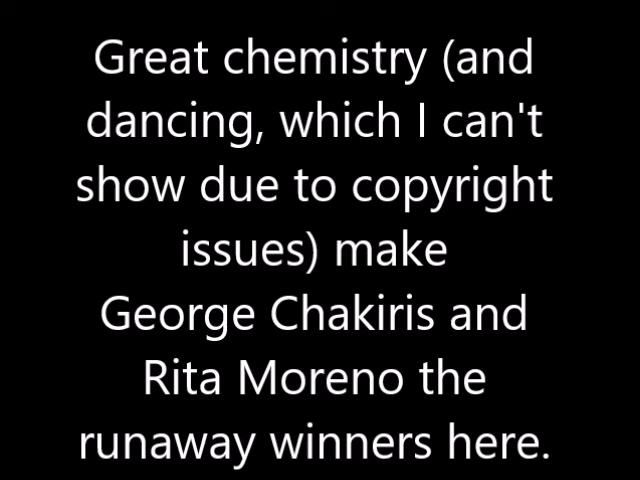 Great chemistry (and
dancing, which I can't
show due to copyright
issues) make
George Chakiris and
Rita Moreno the
runaway winners here.